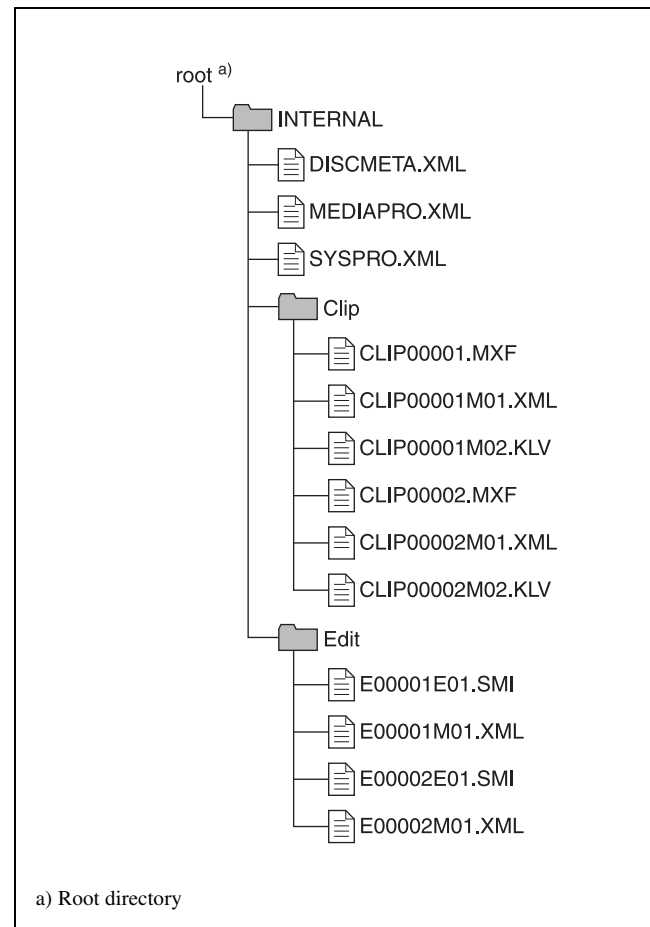 root a)
INTERNAL
DISCMETA.XML
MEDIAPRO.XML
SYSPRO.XML
Clip
CLIP00001.MXF
CLIP00001M01.XML
CLIP00001M02.KLV
CLIP00002.MXF
CLIP00002M01.XML
CLIP00002M02.KLV
Edit
E00001E01.SMI
E00001M01.XML
E00002E01.SMI
E00002M01.XML
a) Root directory